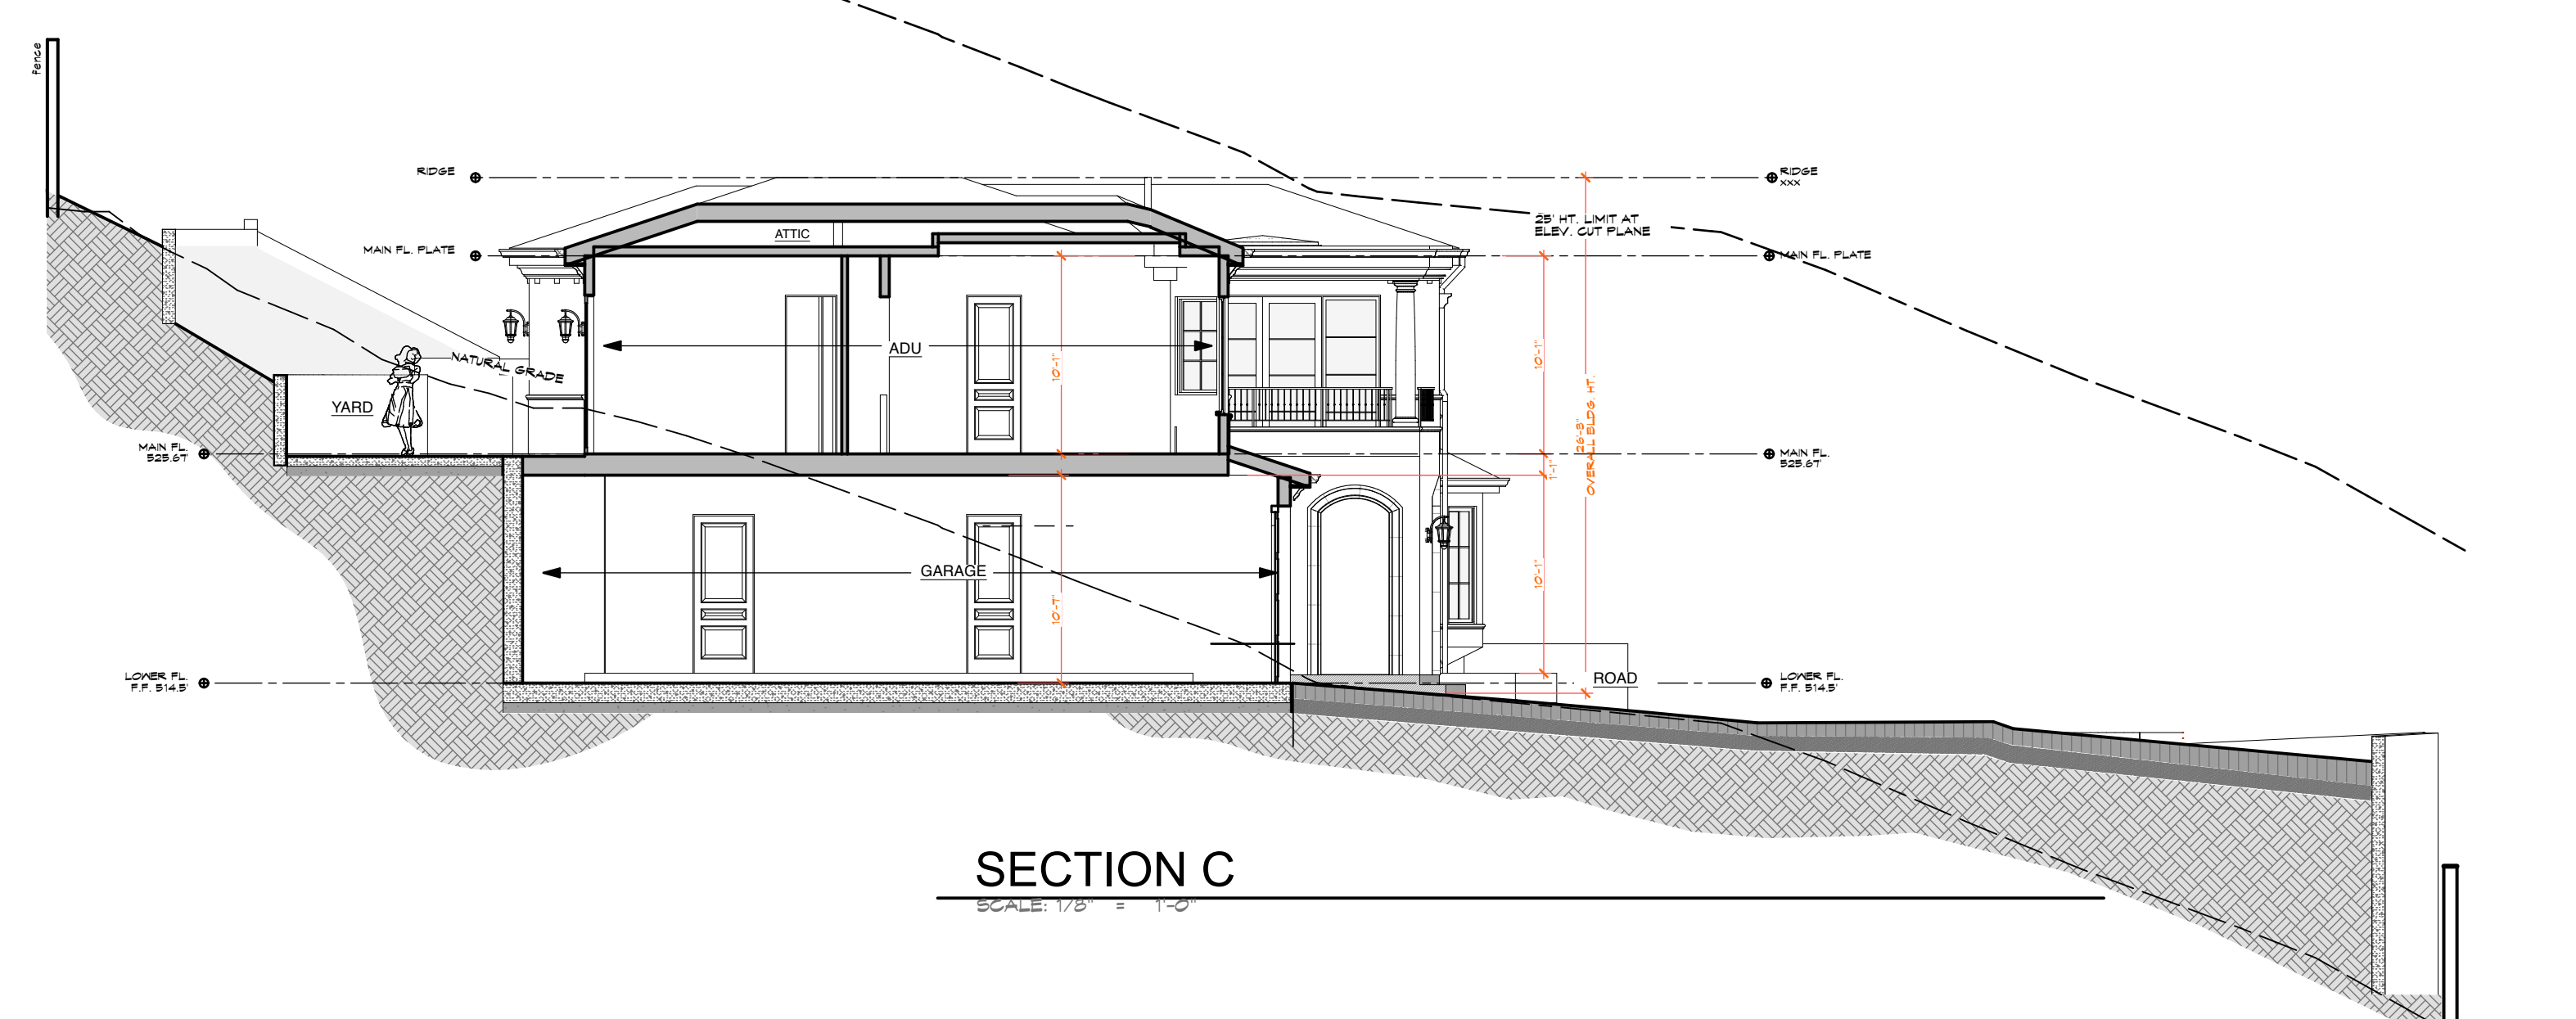 fence
RIDGE
RIDGE
XXX
25' HT. LIMIT AT
ELEV. CUT PLANE
ATTIC
MAIN FL. PLATE
MAIN FL. PLATE
ADU
NATURAL GRADE
YARD
10'-1"
10'-1"
26'-3"
OVERALL BLDG. HT.
MAIN FL.
525.67'
MAIN FL.
525.67'
1'-1"
GARAGE
10'-7"
10'-1"
LOWER FL.
F.F. 514.5'
ROAD
LOWER FL.
F.F. 514.5'
SECTION C
SCALE: 1/8" = 1'-0"